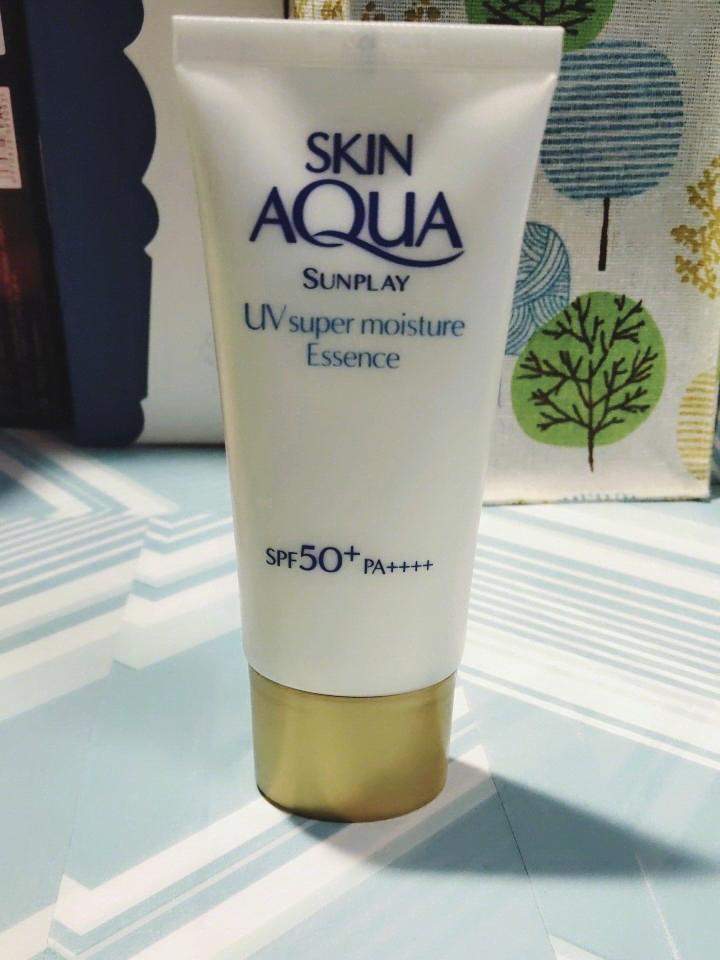 SKIN
AQUA
SUNPLAY
UV super moisture
Essence
SPF50+ PA++++